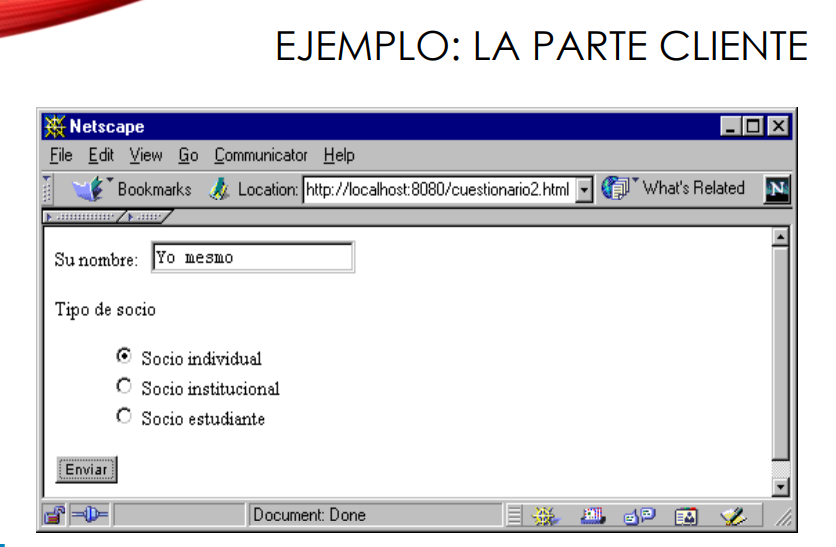 EJEMPLO: LA PARTE CLIENTE
Netscape
File Edit View Go Communicator Help
Bookmarks Location: http://localhost:8080/cuestionario2.html What's Related N
Su nombre: Yo mesmo
Tipo de socio
Socio individual
Socio institucional
Socio estudiante
Enviar
Document: Done